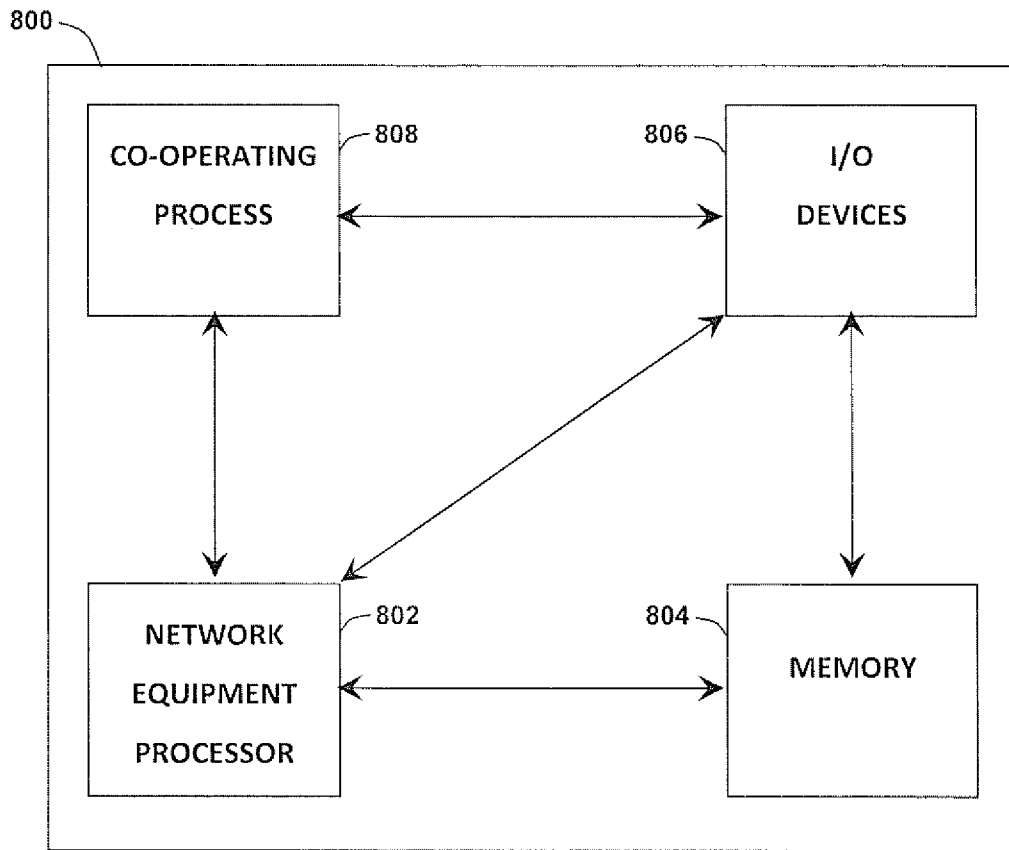 800
CO-OPERATING
PROCESS
808
806
I/O
DEVICES
NETWORK
EQUIPMENT
PROCESSOR
802
804
MEMORY